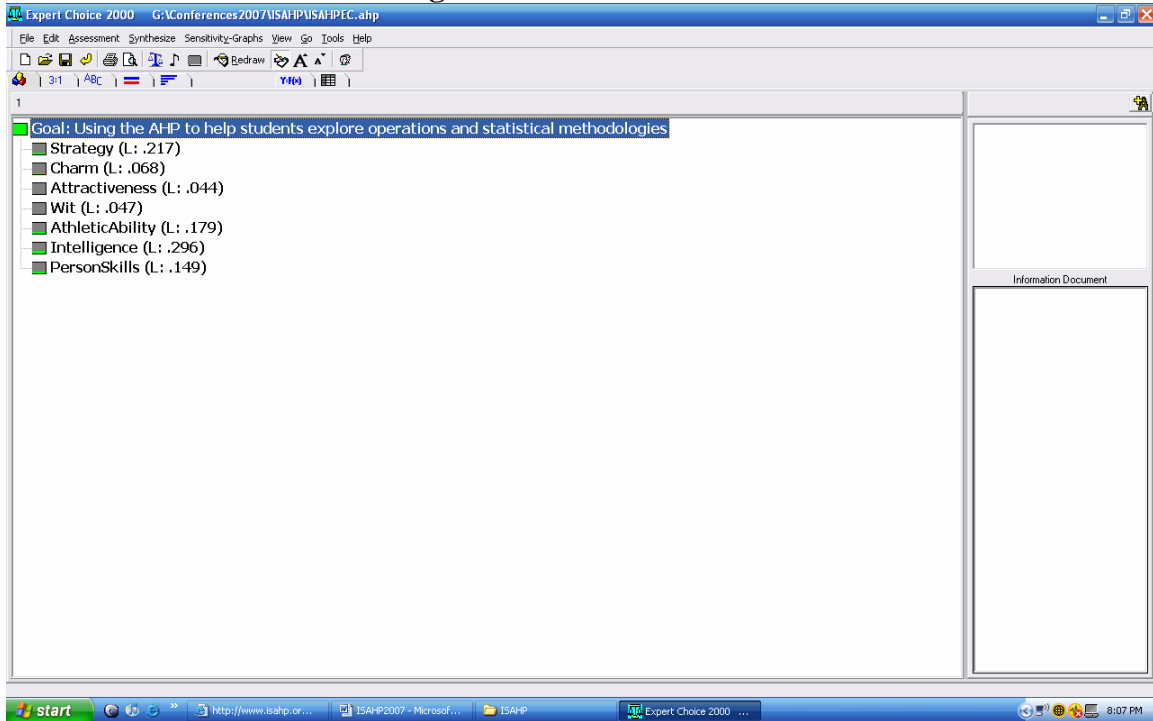 Expert Choice 2000 G:\Conferences2007\ISAHP\ISAHPEC.ahp
File Edit Assessment Synthesize Sensitivity-Graphs View Go Tools Help
Redraw A A
3:1 ABC Y=F(x)
1
Goal: Using the AHP to help students explore operations and statistical methodologies
Strategy (L: .217)
Charm (L: .068)
Attractiveness (L: .044)
Wit (L: .047)
AthleticAbility (L: .179)
Intelligence (L: .296)
PersonSkills (L: .149)
Information Document
start » http://www.isahp.or... ISAHP2007 - Microsof... ISAHP Expert Choice 2000 ... 8:07 PM